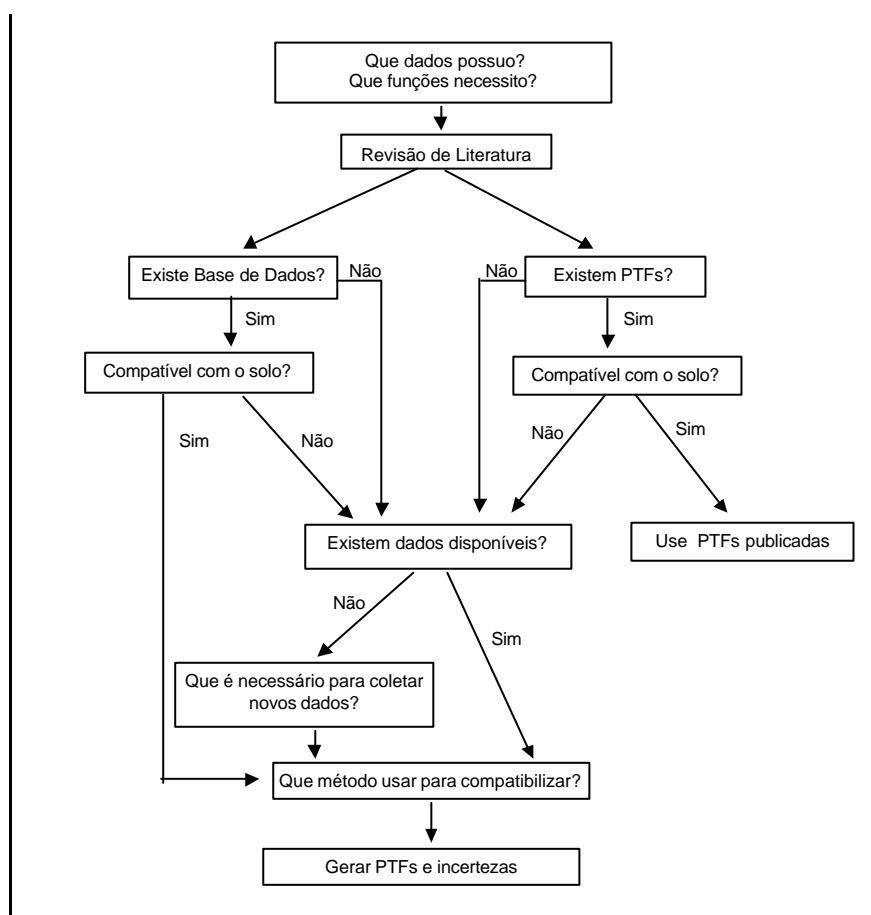 Que dados possuo?
Que funções necessito?
Revisão de Literatura
Existe Base de Dados?
Não
Não
Existem PTFs?
Sim
Sim
Compatível com o solo?
Compatível com o solo?
Sim
Não
Não
Sim
Existem dados disponíveis?
Use PTFs publicadas
Não
Sim
Que é necessário para coletar
novos dados?
Que método usar para compatibilizar?
Gerar PTFs e incertezas